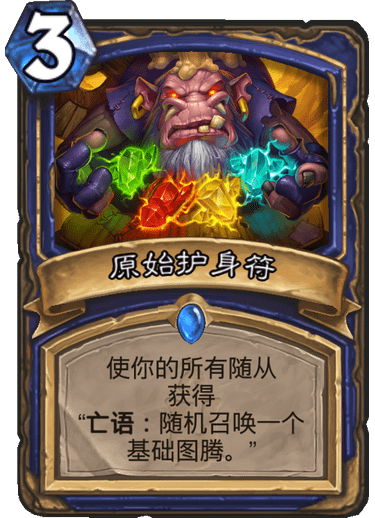 3
原始护身符
使你的所有随从
获得
“亡语：随机召唤一个
基础图腾。”